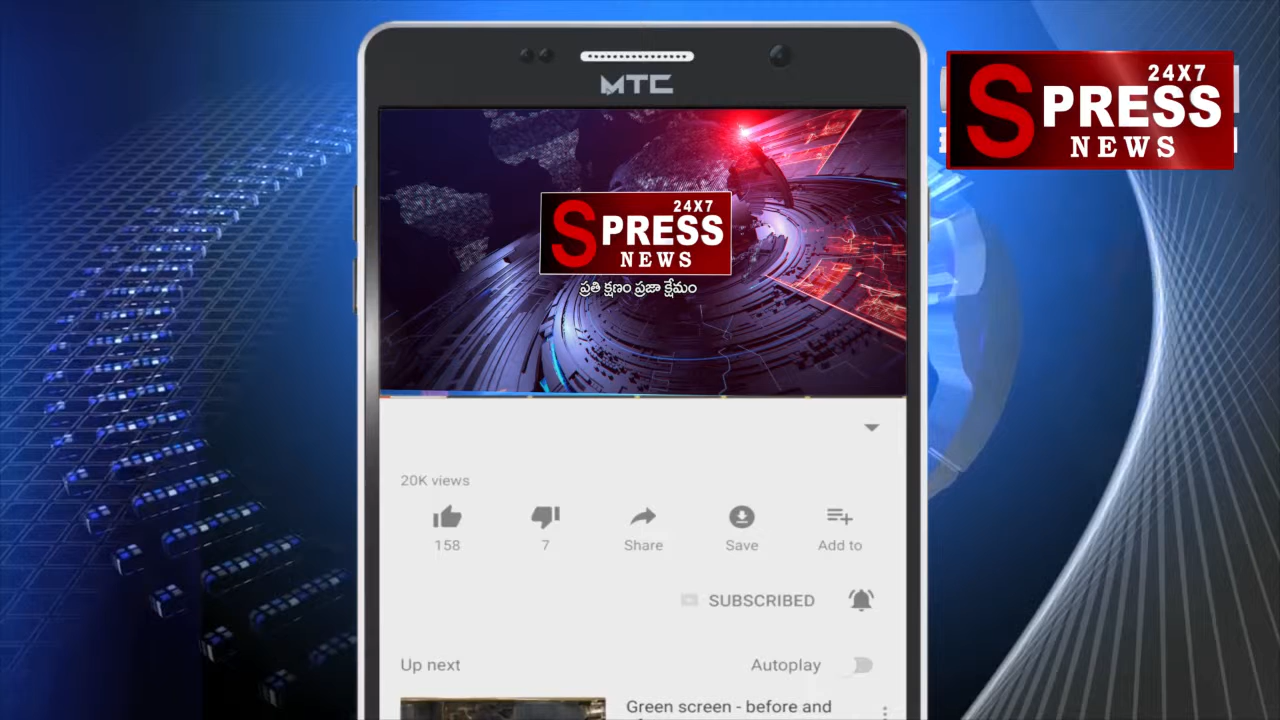 MTC
24X7
SPRESS
NEWS
24X7
SPRESS
NEWS
ప్రతి క్షణం ప్రజా క్షేమం
20K views
158
7
Share
Save
Add to
SUBSCRIBED
Up next
Autoplay
Green screen - before and